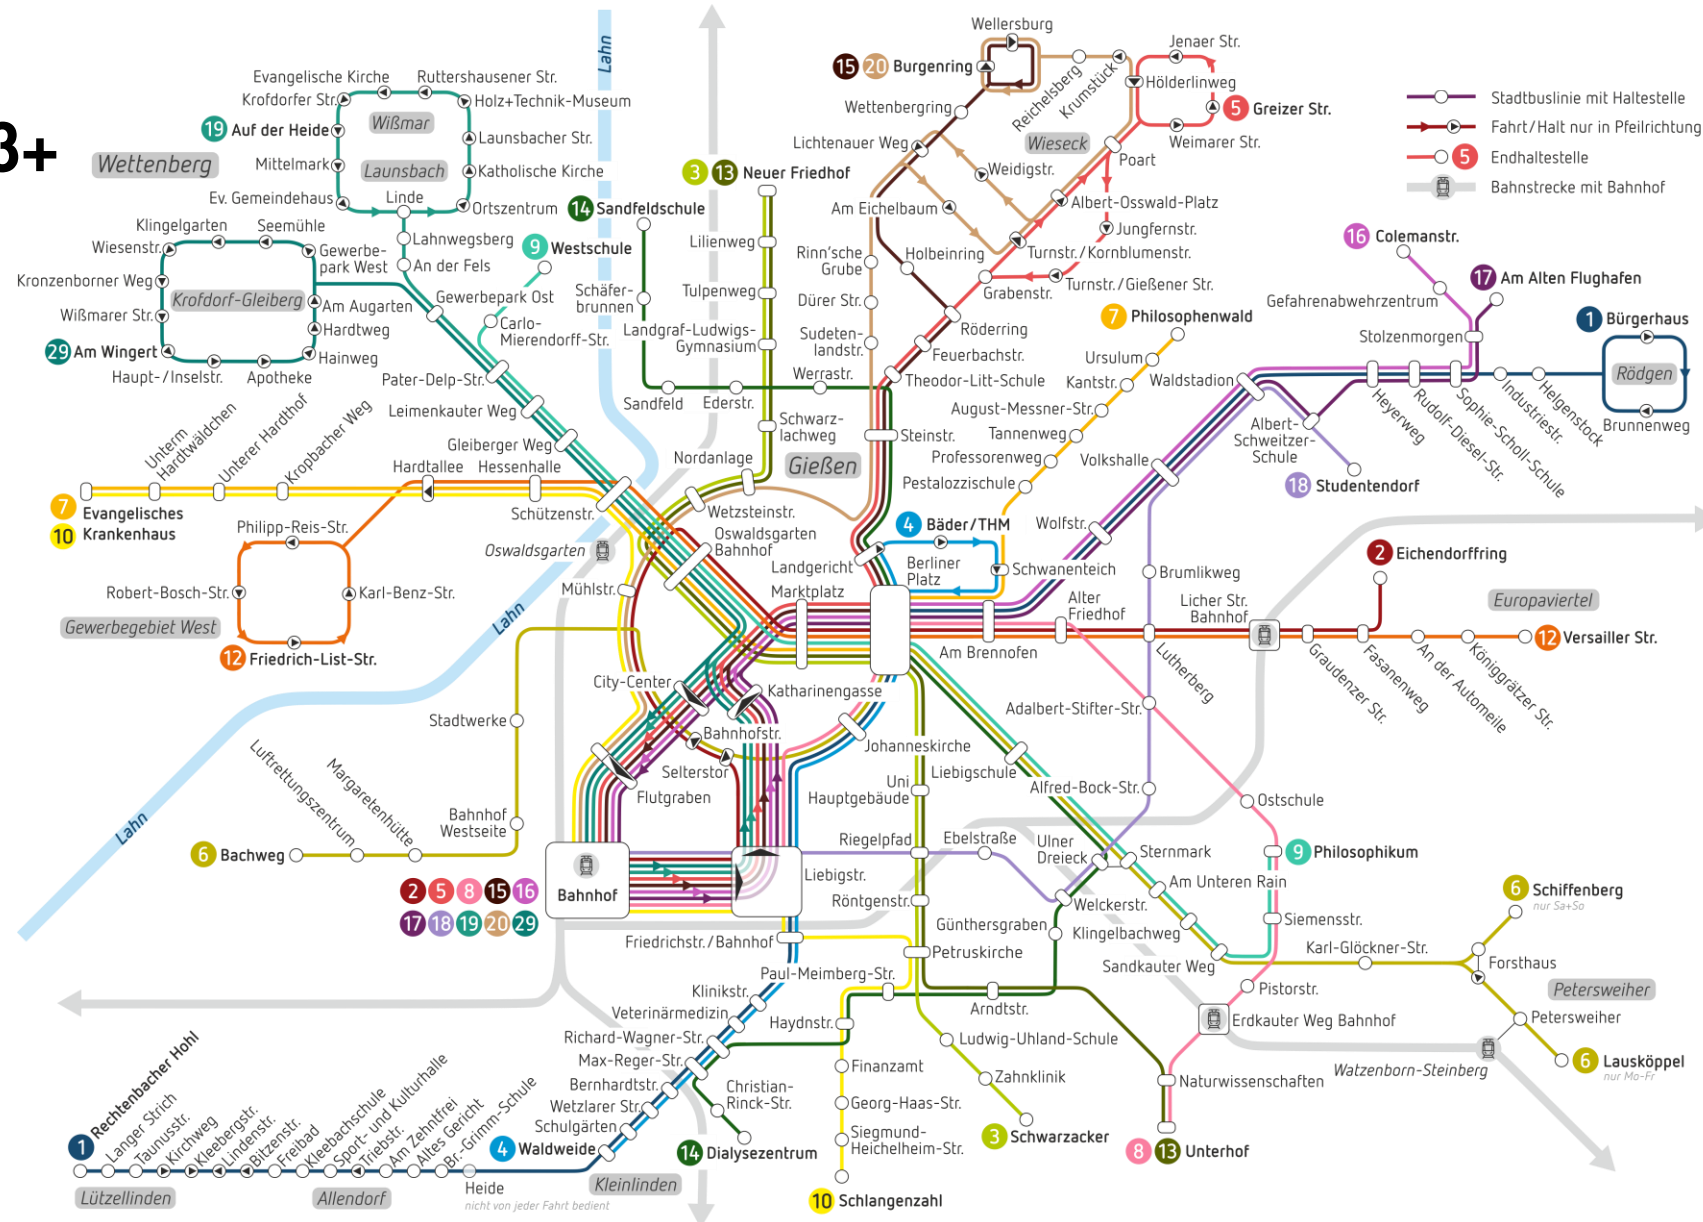 3+
Wettenberg
Evangelische Kirche
Ruttershausener Str.
Krofdorfer Str.
Holz+Technik-Museum
Wißmar
19 Auf der Heide
Launsbacher Str.
Mittelmark
Launsbach
Katholische Kirche
Ev. Gemeindehaus
Linde
Ortszentrum
Klingelgarten
Seemühle
Lahnwegsberg
Wiesenstr.
Gewerbe-
park West
An der Fels
Kronzenborner Weg
Krofdorf-Gleiberg
Am Augarten
Gewerbepark Ost
Wißmarer Str.
Hardtweg
29 Am Wingert
Hainweg
Haupt-/Inselstr.
Apotheke
9 Westschule
Carlo-
Mierendorff-Str.
Pater-Delp-Str.
Leimenkauter Weg
Gleiberger Weg
Lahn
14 Sandfeldschule
Schäfer-
brunnen
Sandfeld
Ederstr.
Werrastr.
3 13 Neuer Friedhof
Lilienweg
Tulpenweg
Landgraf-Ludwigs-
Gymnasium
Schwarz-
lachweg
Nordanlage
Gießen
Wetzsteinstr.
15 20 Burgenring
Wellersburg
Wettenbergring
Reichelsberg
Krumstück
Jenaer Str.
Hölderlinweg
5 Greizer Str.
Weimarer Str.
Wieseck
Poart
Lichtenauer Weg
Weidigstr.
Am Eichelbaum
Albert-Osswald-Platz
Jungfernstr.
Turnstr./Kornblumenstr.
Turnstr./Gießener Str.
Grabenstr.
Holbeinring
Rinn'sche
Grube
Dürer Str.
Sudeten-
landstr.
Röderring
Feuerbachstr.
Theodor-Litt-Schule
Steinstr.
Stadtbuslinie mit Haltestelle
Fahrt/Halt nur in Pfeilrichtung
5 Endhaltestelle
Bahnstrecke mit Bahnhof
16 Colemanstr.
17 Am Alten Flughafen
Gefahrenabwehrzentrum
Stolzenmorgen
1 Bürgerhaus
Rödgen
Brunnenweg
Helgenstock
Industriestr.
Sophie-Scholl-Schule
Rudolf-Diesel-Str.
Heyerweg
Waldstadion
Albert-
Schweitzer-
Schule
18 Studentendorf
Volkshalle
Wolfstr.
7 Philosophenwald
Ursulum
Kantstr.
August-Messner-Str.
Tannenweg
Professorenweg
Pestalozzischule
4 Bäder/THM
Schwanenteich
Berliner
Platz
Landgericht
Marktplatz
Unterm
Hardtwäldchen
Unterer Hardthof
Kropbacher Weg
Hardtallee
Hessenhalle
Schützenstr.
7 Evangelisches
10 Krankenhaus
Philipp-Reis-Str.
Robert-Bosch-Str.
Karl-Benz-Str.
Gewerbegebiet West
12 Friedrich-List-Str.
Oswaldsgarten
Oswaldsgarten
Bahnhof
Mühlstr.
Lahn
Lahn
City-Center
Katharinengasse
Bahnhofstr.
Selterstor
Flutgraben
Johanneskirche
Stadtwerke
Luftrettungszentrum
Margaretenhütte
Bahnhof
Westseite
6 Bachweg
Bahnhof
2 5 8 15 16
17 18 19 20 29
Liebigstr.
Alter
Friedhof
Am Brennofen
Brumlikweg
Licher Str.
Bahnhof
Lutherberg
2 Eichendorffring
Europaviertel
12 Versailler Str.
Graudenzer Str.
Fasanenweg
An der Automeile
Königgrätzer Str.
Adalbert-Stifter-Str.
Liebigschule
Uni
Hauptgebäude
Alfred-Bock-Str.
Ostschule
Riegelpfad
Ebelstraße
Ulner
Dreieck
Sternmark
9 Philosophikum
Am Unteren Rain
Röntgenstr.
Welckerstr.
Günthersgraben
Klingelbachweg
Siemensstr.
Sandkauter Weg
Karl-Glöckner-Str.
6 Schiffenberg
nur Sa+So
Forsthaus
Petersweiher
Petersweiher
6 Lausköppel
nur Mo-Fr
Watzenborn-Steinberg
Pistorstr.
Erdkauter Weg Bahnhof
Naturwissenschaften
8 13 Unterhof
Friedrichstr./Bahnhof
Petruskirche
Paul-Meimberg-Str.
Arndtstr.
Klinikstr.
Veterinärmedizin
Haydnstr.
Richard-Wagner-Str.
Max-Reger-Str.
Bernhardtstr.
Wetzlarer Str.
Schulgärten
4 Waldweide
Kleinlinden
Christian-
Rinck-Str.
14 Dialysezentrum
Finanzamt
Georg-Haas-Str.
Siegmund-
Heichelheim-Str.
10 Schlangenzahl
Ludwig-Uhland-Schule
Zahnklinik
3 Schwarzacker
1 Rechtenbacher Hohl
Langer Strich
Taunusstr.
Kirchweg
Kleebergstr.
Lindenstr.
Bitzenstr.
Freibad
Kleebachschule
Sport- und Kulturhalle
Triebstr.
Am Zehntfrei
Altes Gericht
Br.-Grimm-Schule
Heide
nicht von jeder Fahrt bedient
Lützellinden
Allendorf